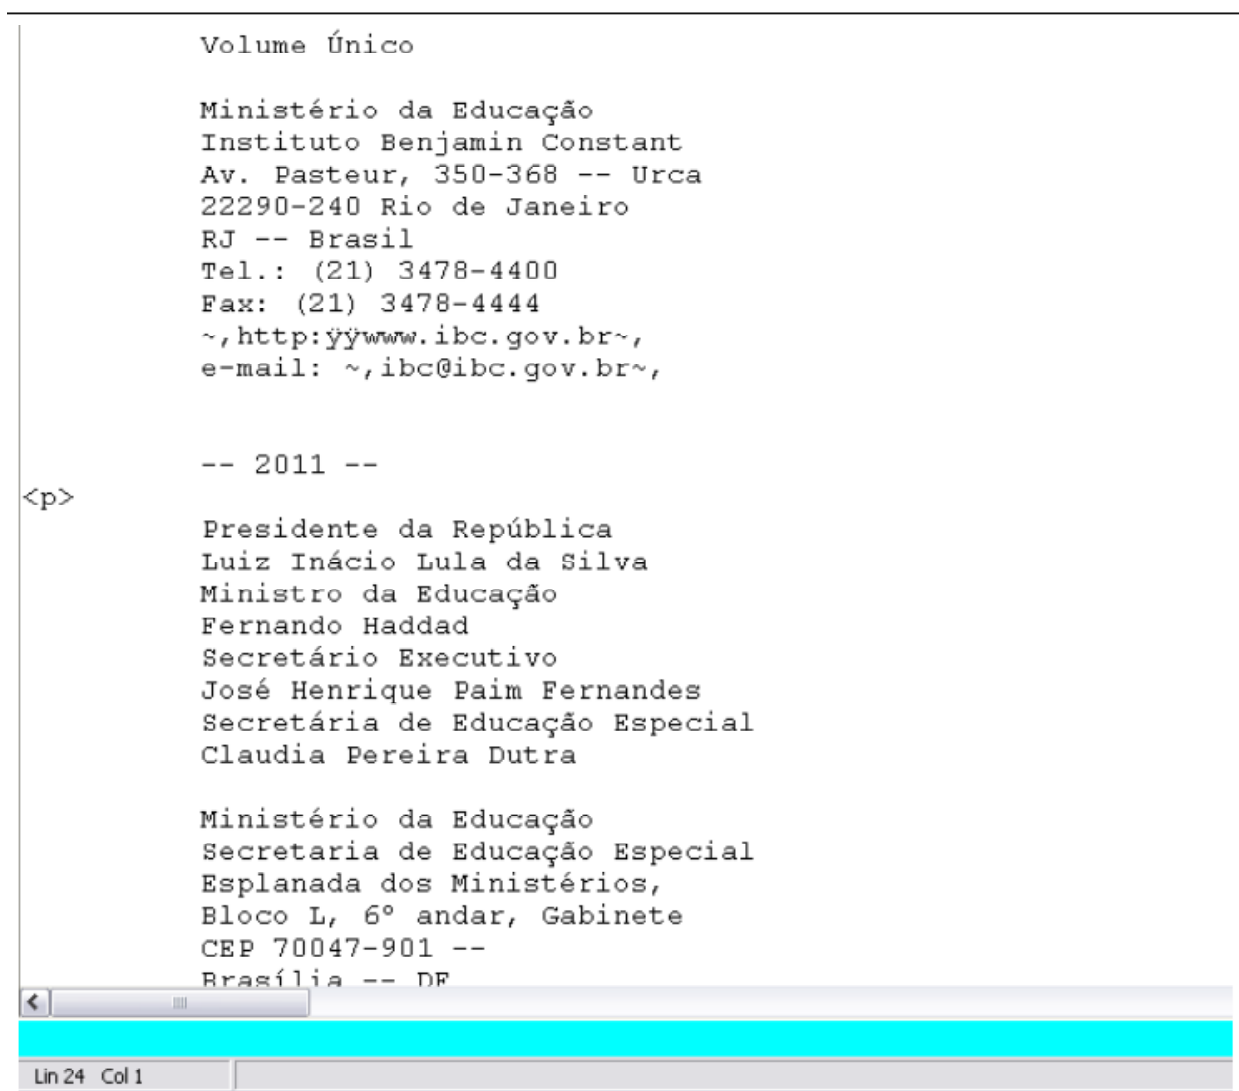 Volume Único
Ministério da Educação
Instituto Benjamin Constant
Av. Pasteur, 350-368 -- Urca
22290-240 Rio de Janeiro
RJ -- Brasil
Tel.: (21) 3478-4400
Fax: (21) 3478-4444
~,http:ÿÿwww.ibc.gov.br~,
e-mail: ~,ibc@ibc.gov.br~,
-- 2011 --
<p>
Presidente da República
Luiz Inácio Lula da Silva
Ministro da Educação
Fernando Haddad
Secretário Executivo
José Henrique Paim Fernandes
Secretária de Educação Especial
Claudia Pereira Dutra
Ministério da Educação
Secretaria de Educação Especial
Esplanada dos Ministérios,
Bloco L, 6º andar, Gabinete
CEP 70047-901 --
Brasília -- DF
Lin 24 Col 1